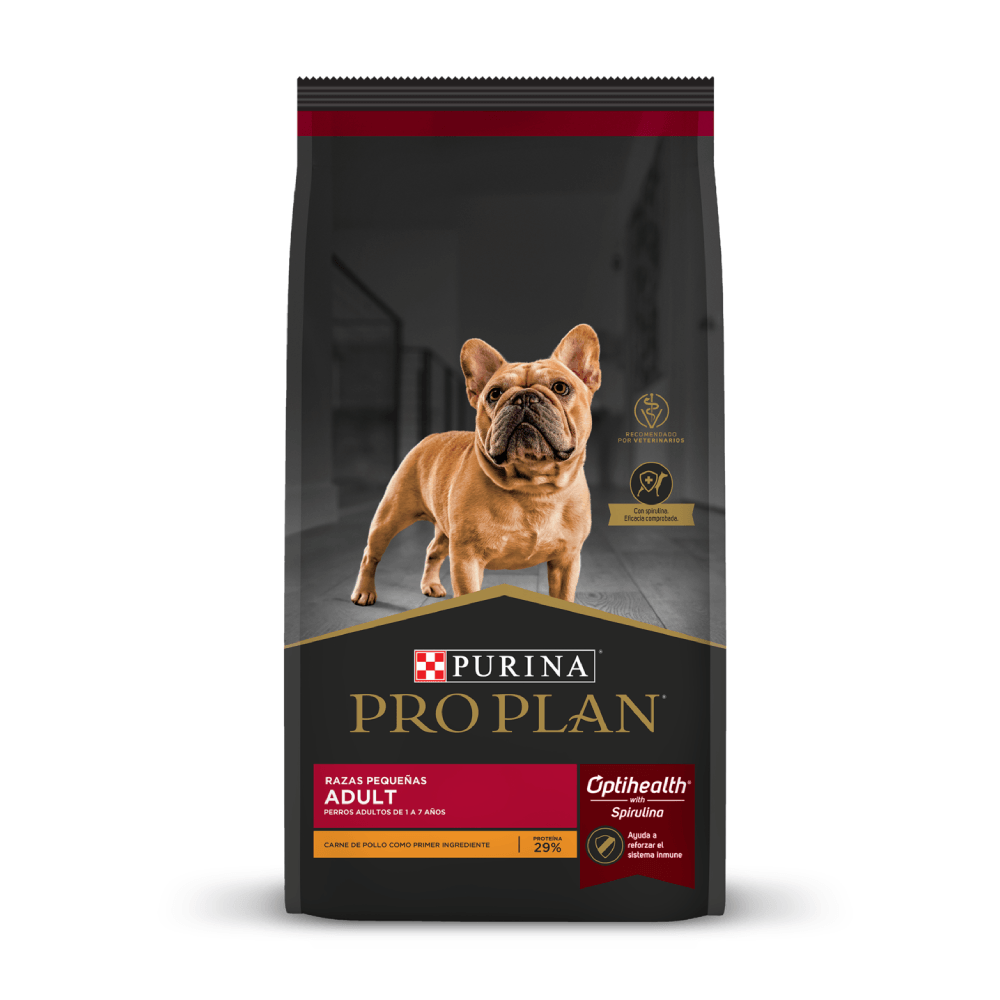 RECOMENDADO
POR VETERINARIOS
Con spirulina.
Eficacia comprobada.
PURINA
PRO PLAN
RAZAS PEQUEÑAS
ADULT
PERROS ADULTOS DE 1 A 7 AÑOS
CARNE DE POLLO COMO PRIMER INGREDIENTE
PROTEÍNA
29%
Optihealth®
with
Spirulina
Ayuda a
reforzar el
sistema inmune